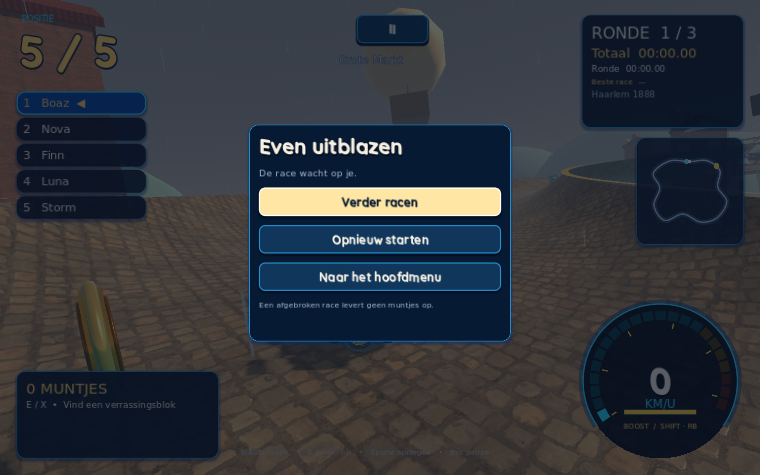 POSITIE
5 / 5
1 Boaz ◀
2 Nova
3 Finn
4 Luna
5 Storm
Grote Markt
RONDE 1 / 3
Totaal 00:00.00
Ronde 00:00.00
Beste race —
Haarlem 1888
Even uitblazen
De race wacht op je.
Verder racen
Opnieuw starten
Naar het hoofdmenu
Een afgebroken race levert geen muntjes op.
0 MUNTJES
E / X • Vind een verrassingsblok
0
KM/U
BOOST / SHIFT · RB